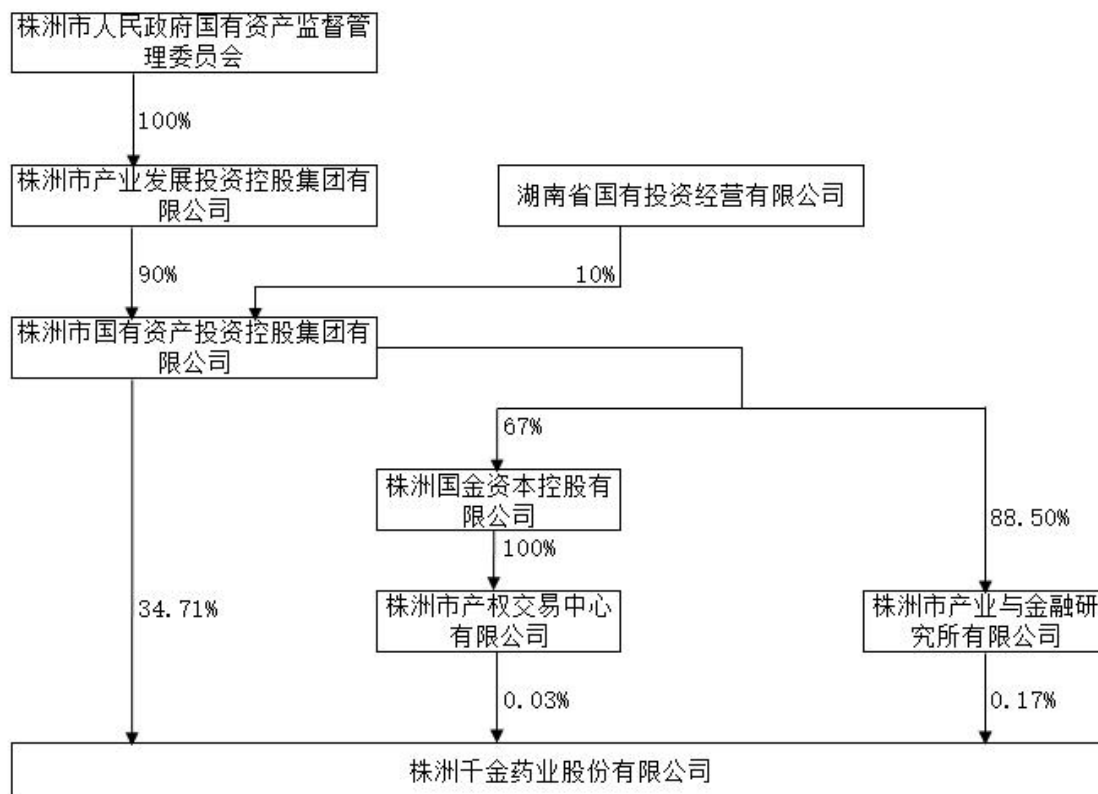 株洲市人民政府国有资产监督管
理委员会
100%
株洲市产业发展投资控股集团有
限公司
湖南省国有投资经营有限公司
90%
10%
株洲市国有资产投资控股集团有
限公司
67%
株洲国金资本控股有
限公司
88.50%
100%
34.71%
株洲市产权交易中心
有限公司
株洲市产业与金融研
究所有限公司
0.03%
0.17%
株洲千金药业股份有限公司